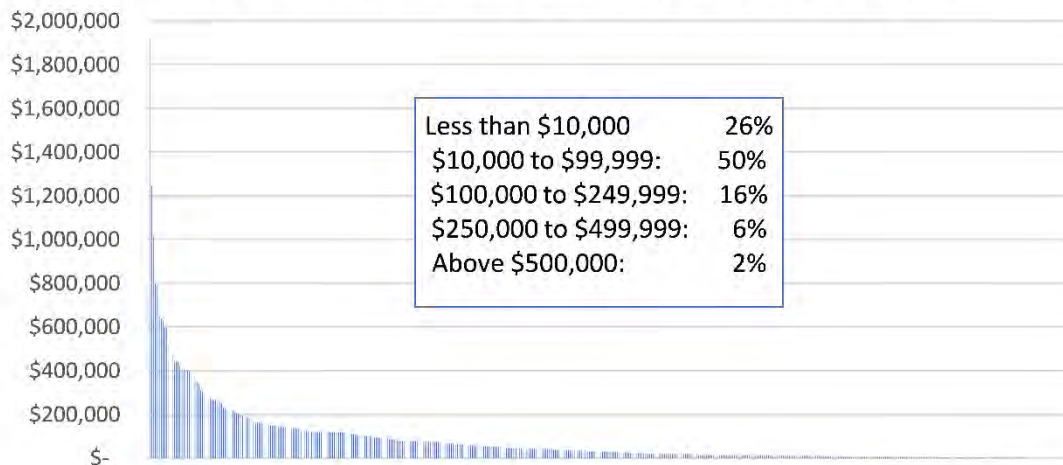 $2,000,000
$1,800,000
$1,600,000
$1,400,000
$1,200,000
$1,000,000
$800,000
$600,000
$400,000
$200,000
$-
Less than $10,000 26%
$10,000 to $99,999: 50%
$100,000 to $249,999: 16%
$250,000 to $499,999: 6%
Above $500,000: 2%